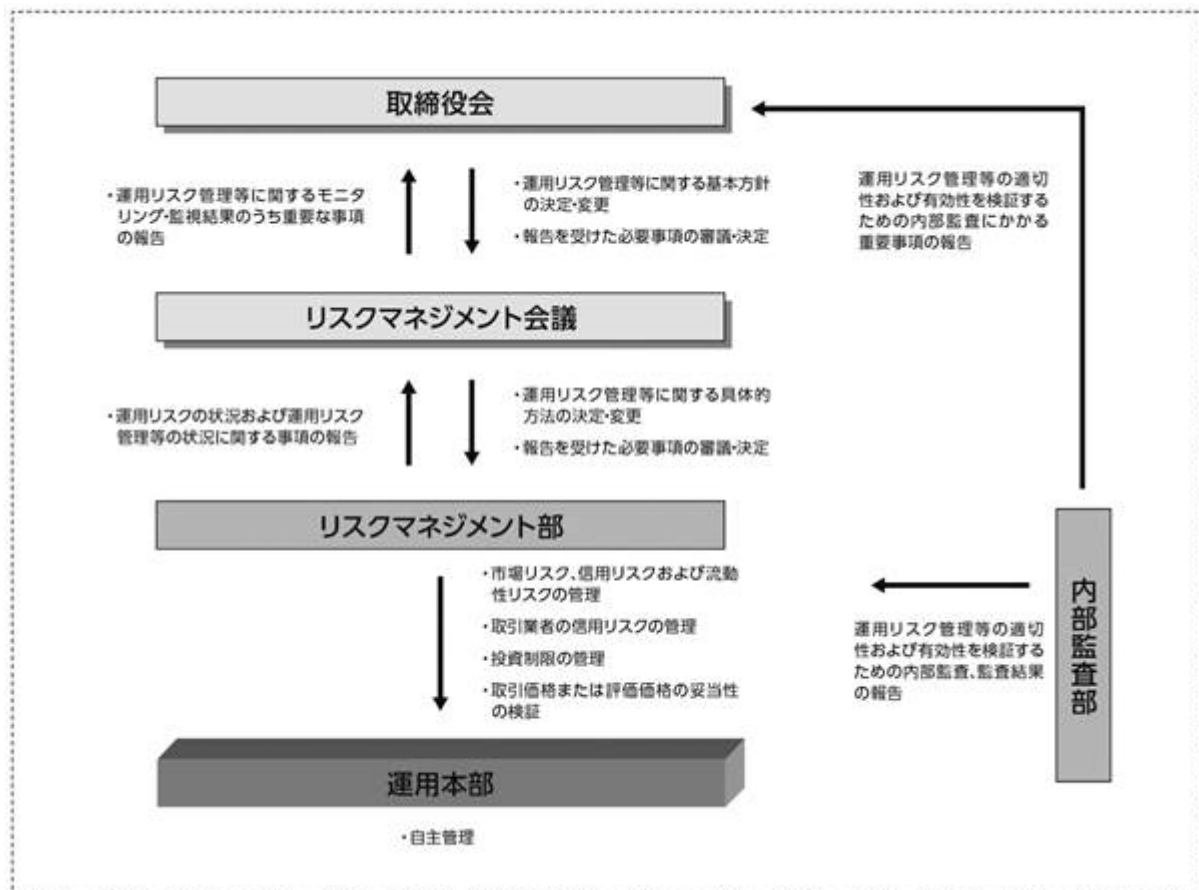 取締役会
・運用リスク管理等に関するモニタ
リング・監視結果のうち重要な事項
の報告
・運用リスク管理等に関する基本方針
の決定・変更
・報告を受けた必要事項の審議・決定
運用リスク管理等の適切
性および有効性を検証する
ための内部監査にかかる
重要事項の報告
リスクマネジメント会議
・運用リスクの状況および運用リスク
管理等の状況に関する事項の報告
・運用リスク管理等に関する具体的
方法の決定・変更
・報告を受けた必要事項の審議・決定
リスクマネジメント部
・市場リスク、信用リスクおよび流動
性リスクの管理
・取引業者の信用リスクの管理
・投資制限の管理
・取引価格または評価価格の妥当性
の検証
運用リスク管理等の適切
性および有効性を検証する
ための内部監査、監査結果
の報告
内部監査部
運用本部
・自主管理